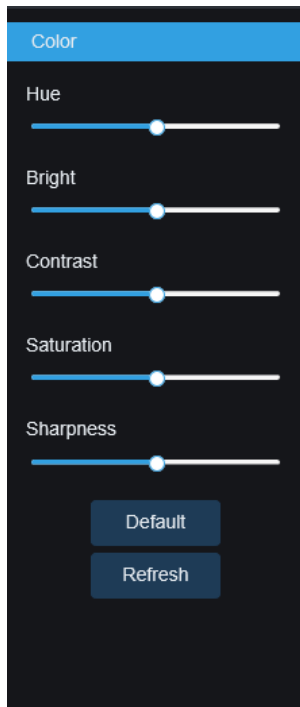 Color
Hue
Bright
Contrast
Saturation
Sharpness
Default
Refresh